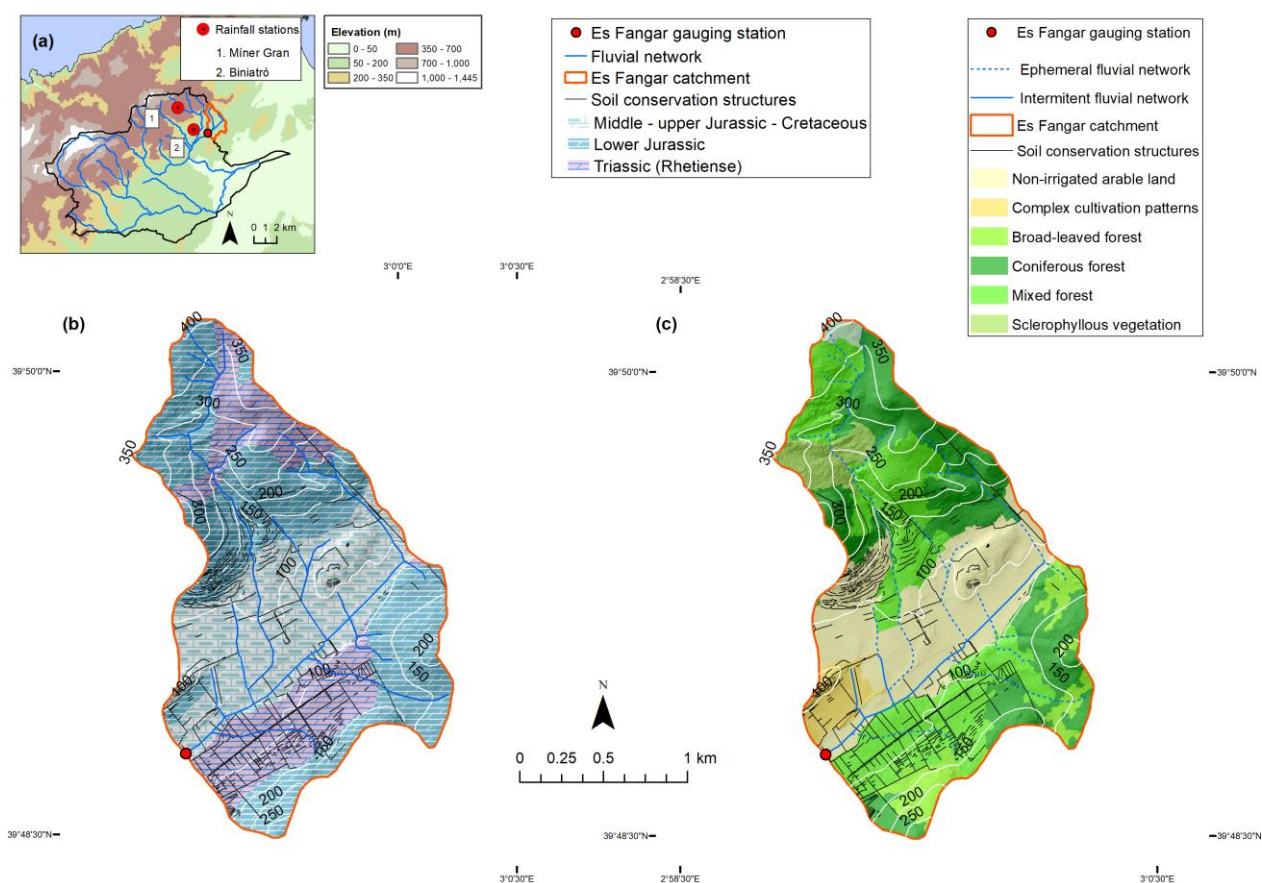 (a)
Rainfall stations
1. Míner Gran
2. Biniatró
Elevation (m)
0 - 50
350 - 700
50 - 200
700 - 1,000
200 - 350
1,000 - 1,445
1
2
N
0 1 2 km
Es Fangar gauging station
Fluvial network
Es Fangar catchment
Soil conservation structures
Middle - upper Jurassic - Cretaceous
Lower Jurassic
Triassic (Rhetiense)
Es Fangar gauging station
Ephemeral fluvial network
Intermitent fluvial network
Es Fangar catchment
Soil conservation structures
Non-irrigated arable land
Complex cultivation patterns
Broad-leaved forest
Coniferous forest
Mixed forest
Sclerophyllous vegetation
3°0'0"E
3°0'30"E
2°58'30"E
(b)
400
350
300
350
250
200
300
150
100
200
150
100
100
150
200
250
39°50'0"N
39°48'30"N
N
0 0.25 0.5 1 km
(c)
400
350
300
350
250
200
300
150
100
200
150
100
100
150
200
250
39°50'0"N
39°50'0"N
39°48'30"N
39°48'30"N
3°0'30"E
2°58'30"E
3°0'0"E